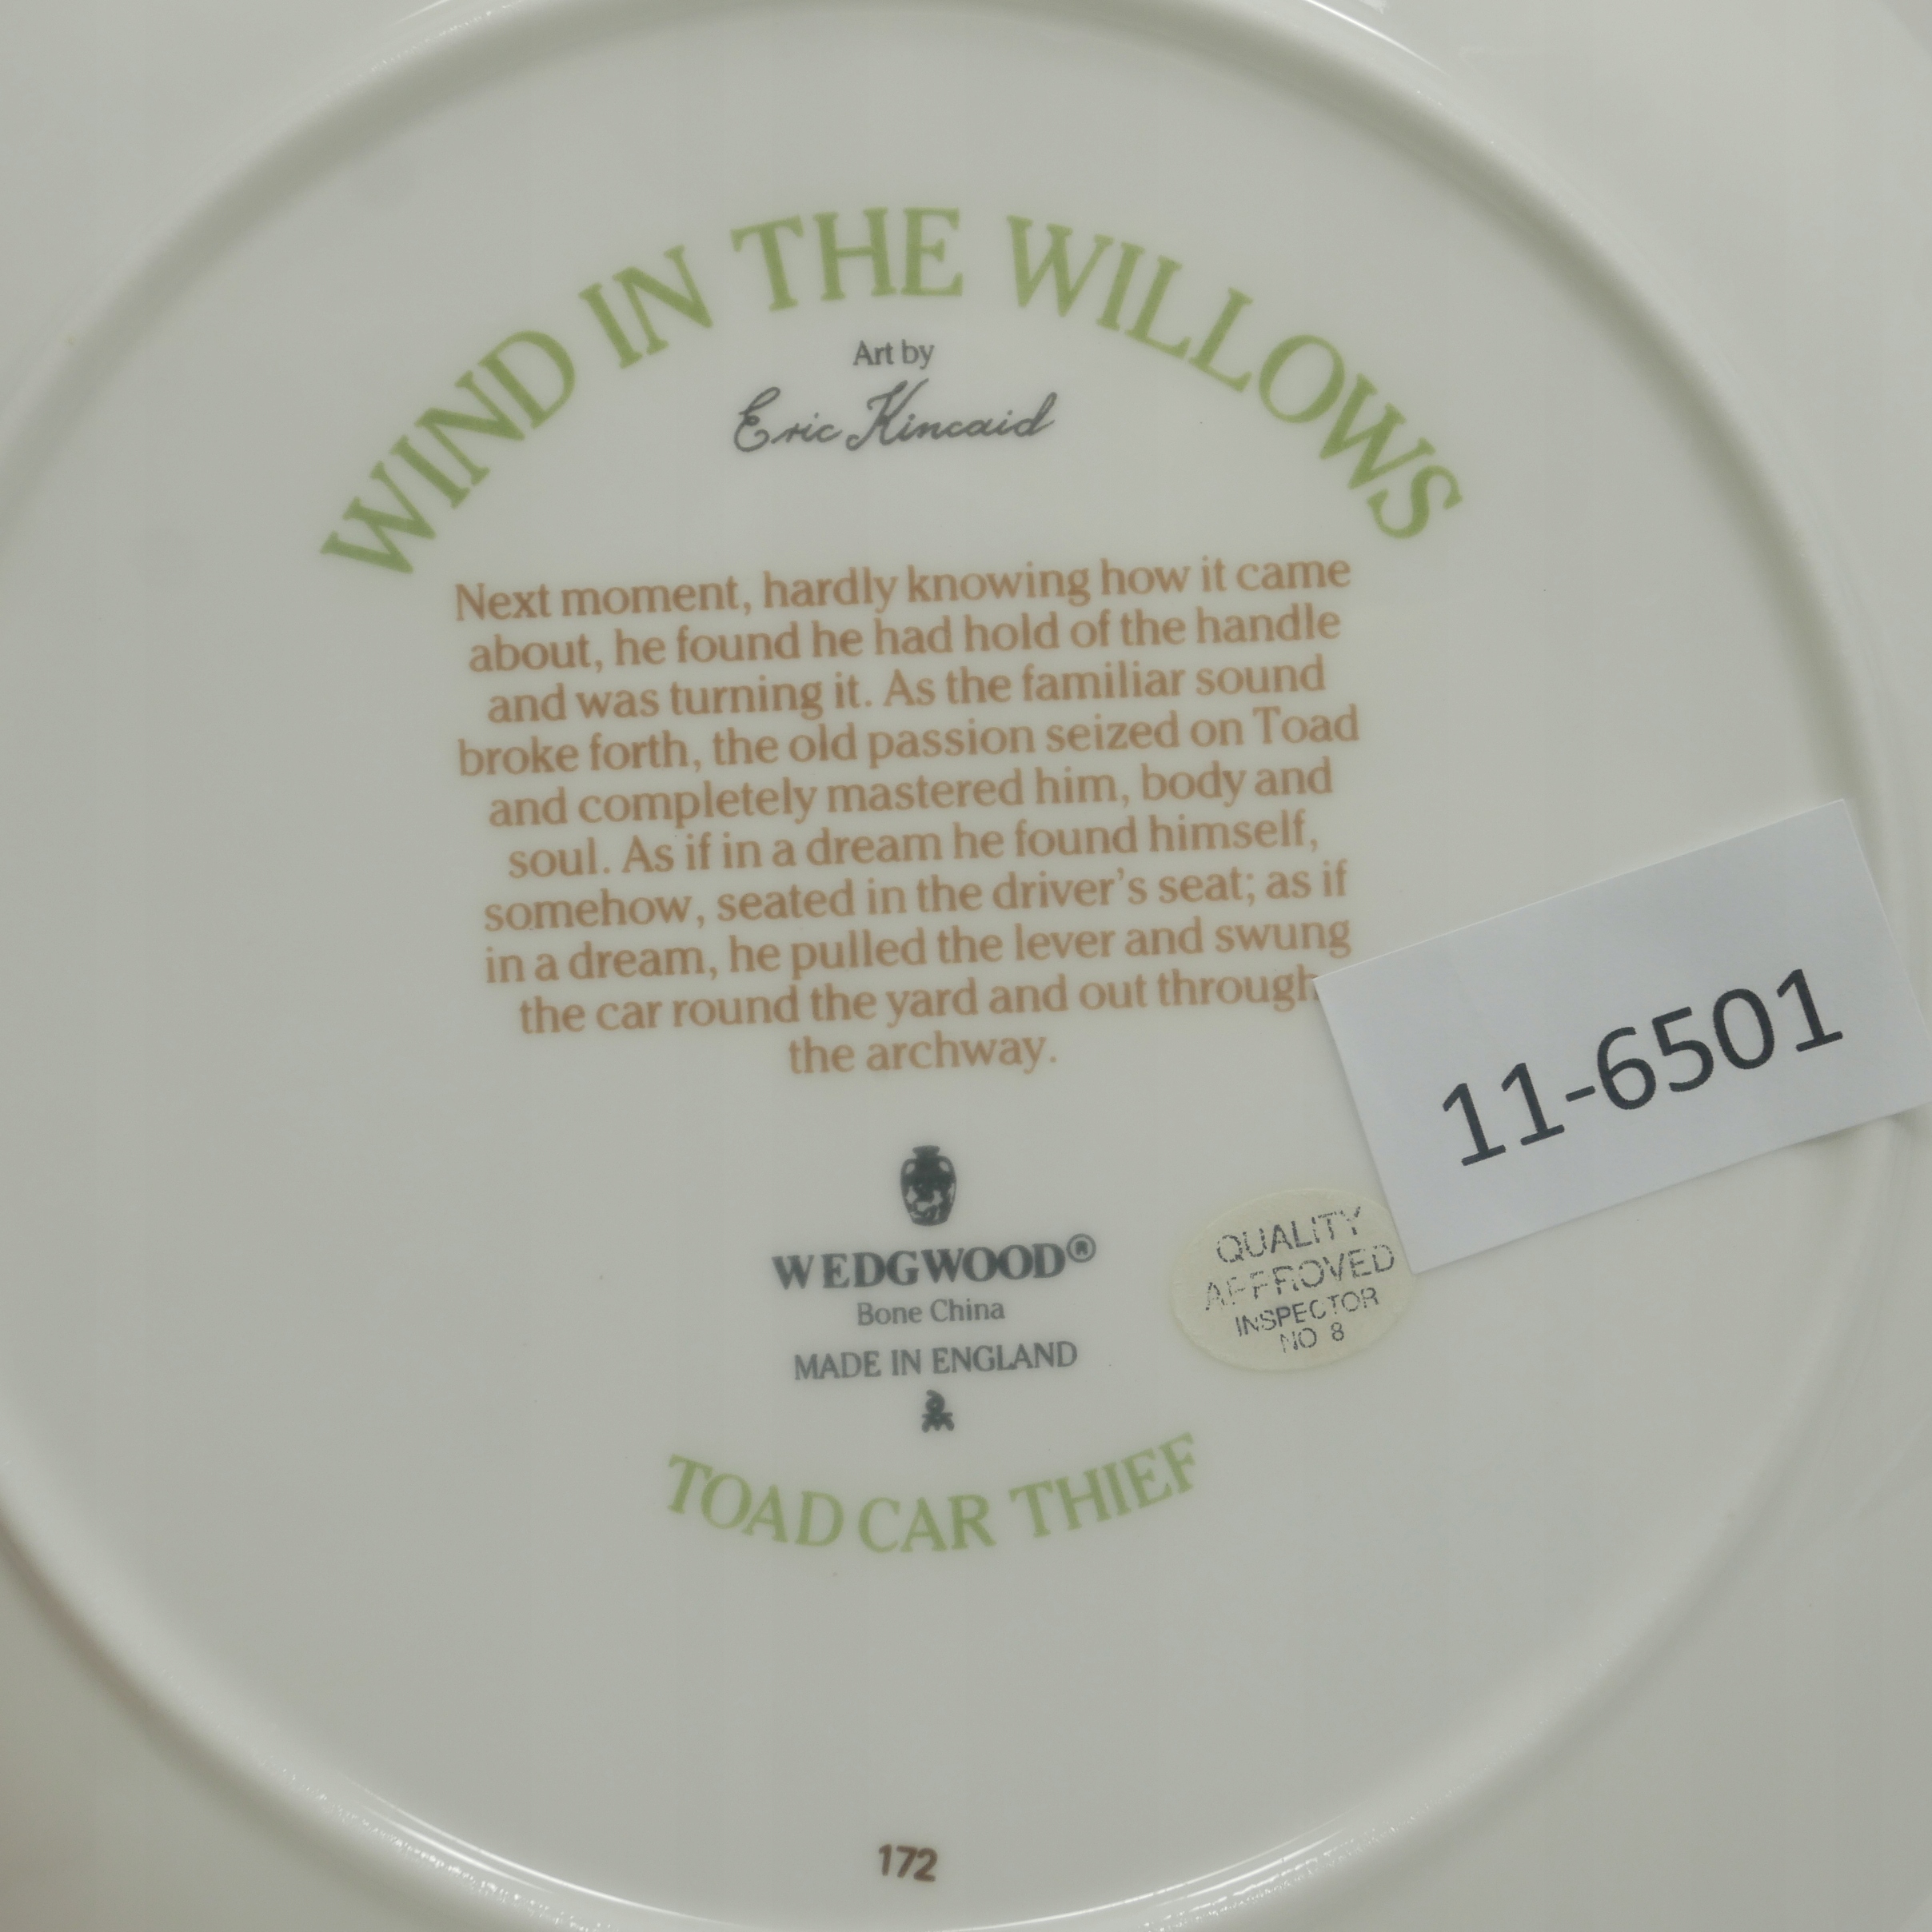 WIND IN THE WILLOWS
Art by
Eric Kincaid
Next moment, hardly knowing how it came
about, he found he had hold of the handle
and was turning it. As the familiar sound
broke forth, the old passion seized on Toad
and completely mastered him, body and
soul. As if in a dream he found himself,
somehow, seated in the driver's seat; as if
in a dream, he pulled the lever and swung
the car round the yard and out through
the archway.
11-6501
WEDGWOOD®
Bone China
MADE IN ENGLAND
QUALITY
APPROVED
INSPECTOR
NO 8
TOAD CAR THIEF
172